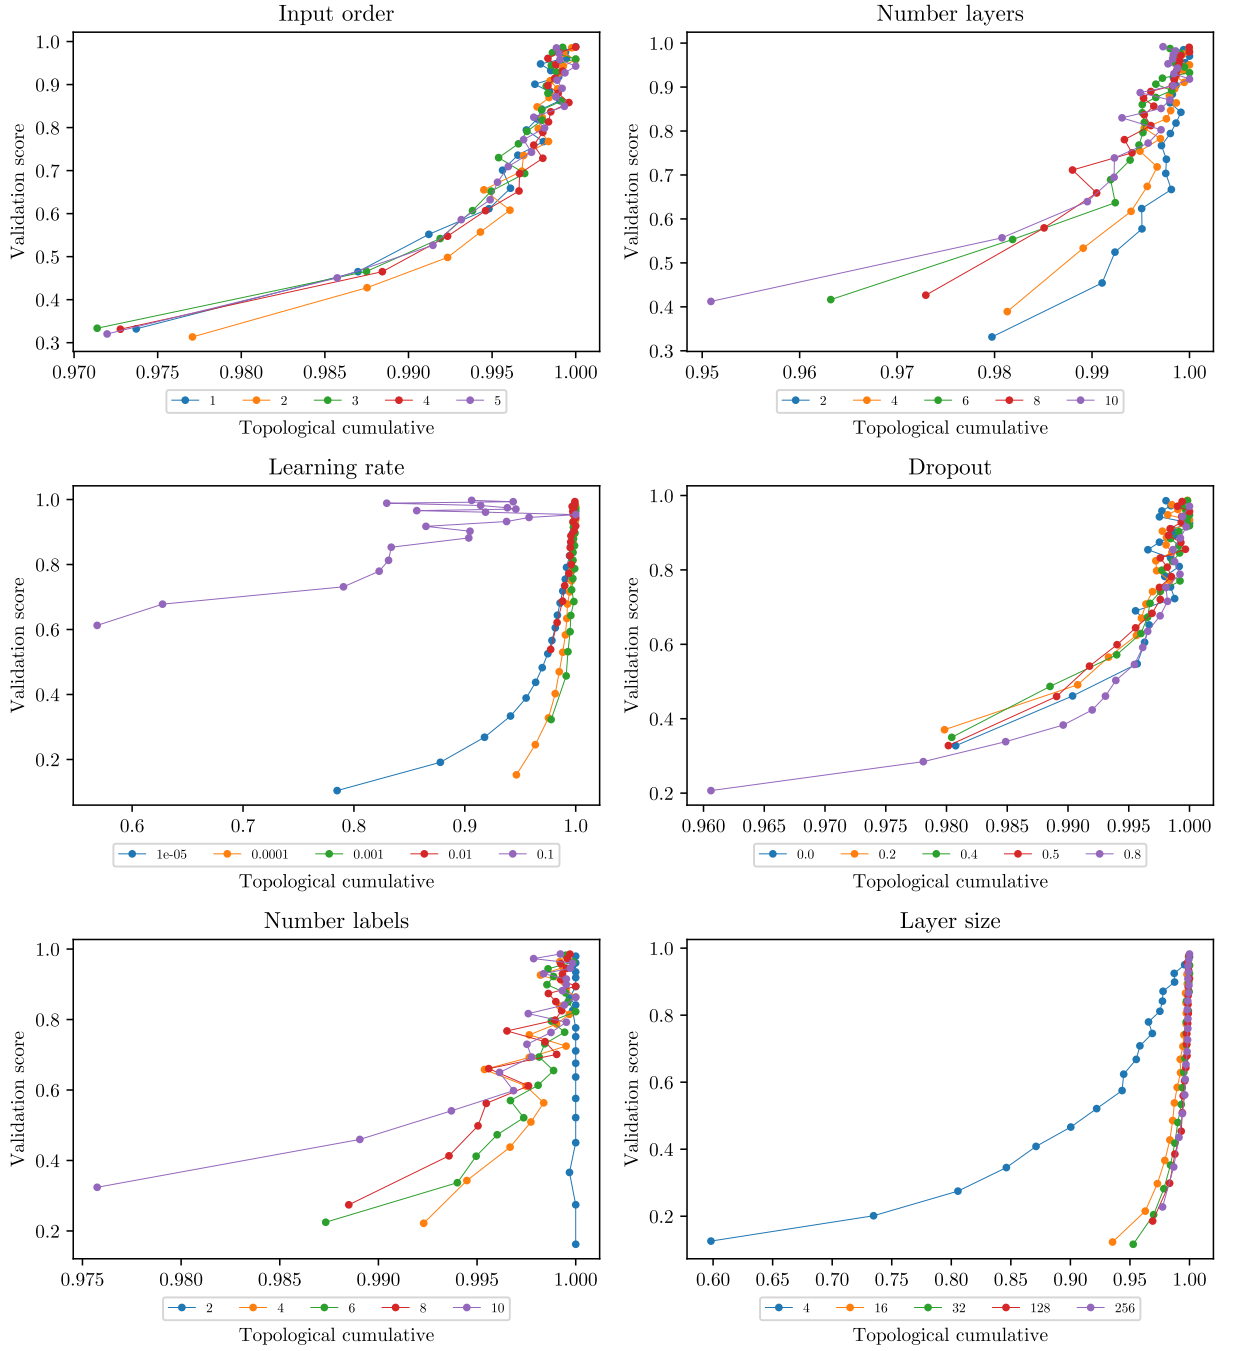 Input order
Validation score
1.0
0.9
0.8
0.7
0.6
0.5
0.4
0.3
0.970 0.975 0.980 0.985 0.990 0.995 1.000
1 2 3 4 5
Topological cumulative
Number layers
Validation score
1.0
0.9
0.8
0.7
0.6
0.5
0.4
0.3
0.95 0.96 0.97 0.98 0.99 1.00
2 4 6 8 10
Topological cumulative
Learning rate
Validation score
1.0
0.8
0.6
0.4
0.2
0.6 0.7 0.8 0.9 1.0
1e-05 0.0001 0.001 0.01 0.1
Topological cumulative
Dropout
Validation score
1.0
0.9
0.8
0.6
0.4
0.2
0.960 0.965 0.970 0.975 0.980 0.985 0.990 0.995 1.000
0.0 0.2 0.4 0.5 0.8
Topological cumulative
Number labels
Validation score
1.0
0.8
0.6
0.4
0.2
0.975 0.980 0.985 0.990 0.995 1.000
2 4 6 8 10
Topological cumulative
Layer size
Validation score
1.0
0.8
0.6
0.4
0.2
0.60 0.65 0.70 0.75 0.80 0.85 0.90 0.95 1.00
4 16 32 128 256
Topological cumulative